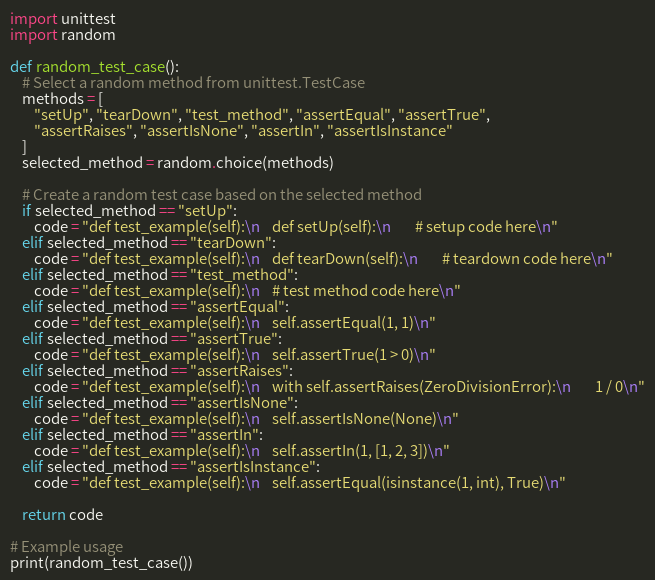 import unittest
import random

def random_test_case():
    # Select a random method from unittest.TestCase
    methods = [
        "setUp", "tearDown", "test_method", "assertEqual", "assertTrue",
        "assertRaises", "assertIsNone", "assertIn", "assertIsInstance"
    ]
    selected_method = random.choice(methods)

    # Create a random test case based on the selected method
    if selected_method == "setUp":
        code = "def test_example(self):\n    def setUp(self):\n        # setup code here\n"
    elif selected_method == "tearDown":
        code = "def test_example(self):\n    def tearDown(self):\n        # teardown code here\n"
    elif selected_method == "test_method":
        code = "def test_example(self):\n    # test method code here\n"
    elif selected_method == "assertEqual":
        code = "def test_example(self):\n    self.assertEqual(1, 1)\n"
    elif selected_method == "assertTrue":
        code = "def test_example(self):\n    self.assertTrue(1 > 0)\n"
    elif selected_method == "assertRaises":
        code = "def test_example(self):\n    with self.assertRaises(ZeroDivisionError):\n        1 / 0\n"
    elif selected_method == "assertIsNone":
        code = "def test_example(self):\n    self.assertIsNone(None)\n"
    elif selected_method == "assertIn":
        code = "def test_example(self):\n    self.assertIn(1, [1, 2, 3])\n"
    elif selected_method == "assertIsInstance":
        code = "def test_example(self):\n    self.assertEqual(isinstance(1, int), True)\n"

    return code

# Example usage
print(random_test_case())